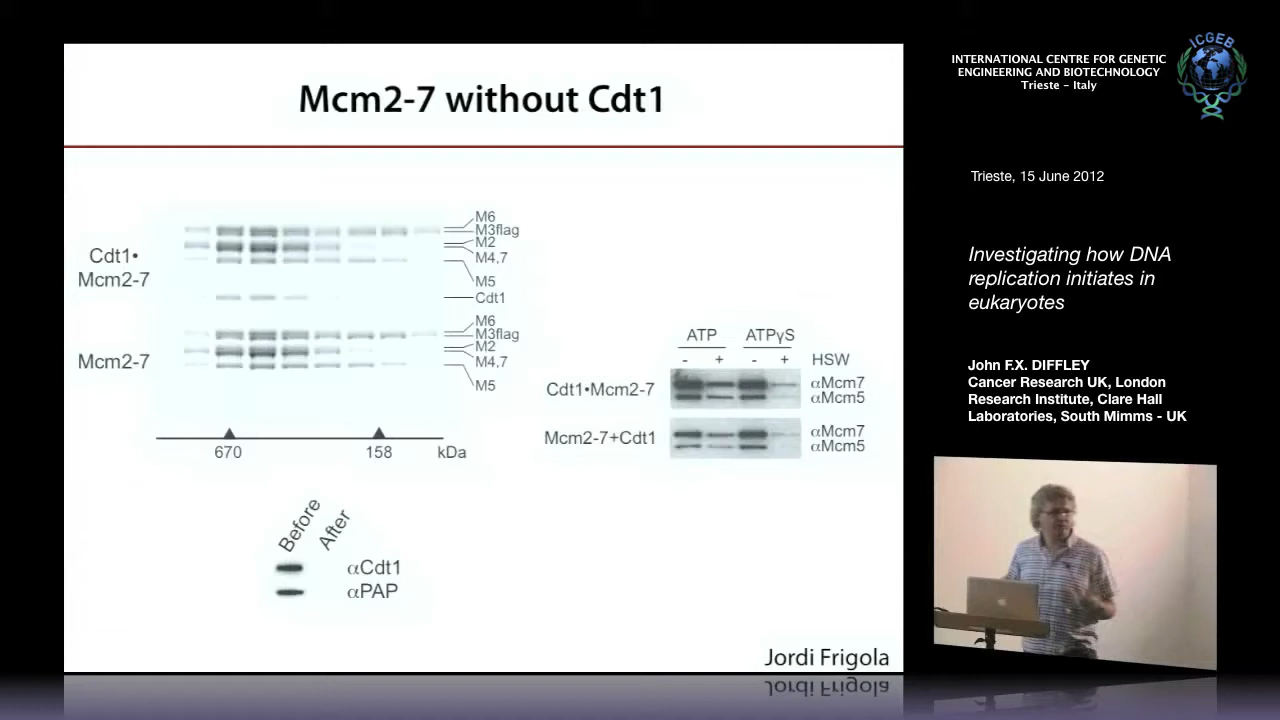 Mcm2-7 without Cdt1
Cdt1•
Mcm2-7
M6
M3flag
M2
M4,7
M5
Cdt1
Mcm2-7
M6
M3flag
M2
M4,7
M5
670
158
kDa
Before
After
αCdt1
αPAP
ATP
ATPγS
- + - + HSW
Cdt1•Mcm2-7
αMcm7
αMcm5
Mcm2-7+Cdt1
αMcm7
αMcm5
Jordi Frigola
INTERNATIONAL CENTRE FOR GENETIC
ENGINEERING AND BIOTECHNOLOGY
Trieste - Italy
ICGEB
Trieste, 15 June 2012
Investigating how DNA
replication initiates in
eukaryotes
John F.X. DIFFLEY
Cancer Research UK, London
Research Institute, Clare Hall
Laboratories, South Mimms - UK